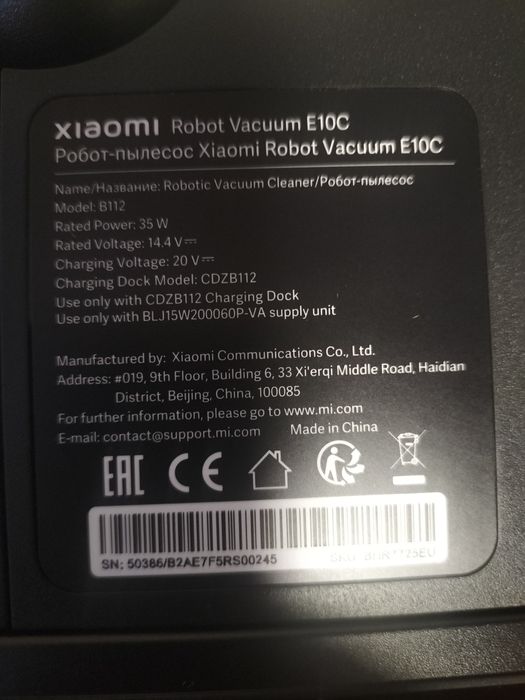 xiaomi Robot Vacuum E10C
Робот-пылесос Xiaomi Robot Vacuum E10C
Name/Название: Robotic Vacuum Cleaner/Робот-пылесос
Model: B112
Rated Power: 35 W
Rated Voltage: 14.4 V⎓
Charging Voltage: 20 V⎓
Charging Dock Model: CDZB112
Use only with CDZB112 Charging Dock
Use only with BLJ15W200060P-VA supply unit
Manufactured by: Xiaomi Communications Co., Ltd.
Address: #019, 9th Floor, Building 6, 33 Xi'erqi Middle Road, Haidian
District, Beijing, China, 100085
For further information, please go to www.mi.com
E-mail: contact@support.mi.com Made in China
EAC CE
SN: 50386/B2AE7F5RS00245 SKU: